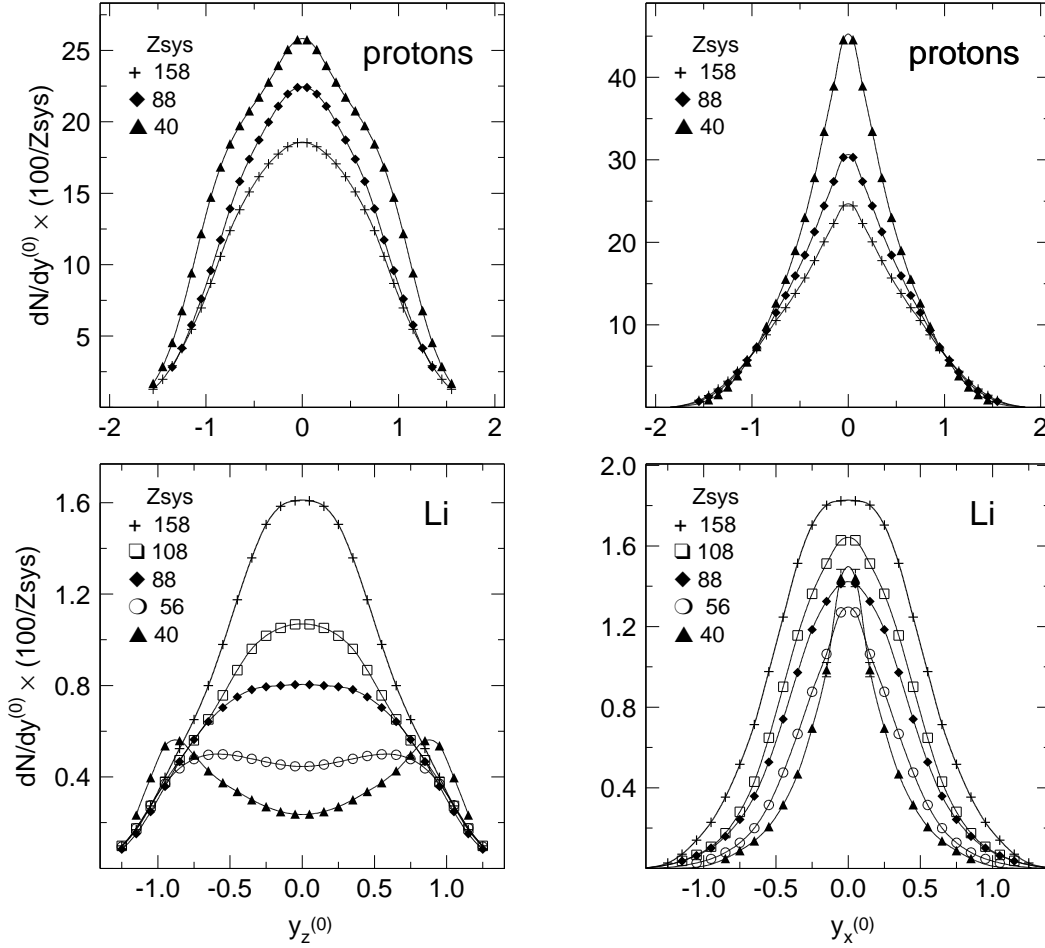 dN/dy(0) × (100/Zsys)
25
20
15
10
5
-2 -1 0 1 2
Zsys
+ 158
◆ 88
▲ 40
protons
40
30
20
10
-2 -1 0 1 2
Zsys
+ 158
◆ 88
▲ 40
protons
dN/dy(0) × (100/Zsys)
1.6
1.2
0.8
0.4
-1.0 -0.5 0.0 0.5 1.0
yz(0)
Zsys
+ 158
□ 108
◆ 88
○ 56
▲ 40
Li
2.0
1.6
1.2
0.8
0.4
-1.0 -0.5 0.0 0.5 1.0
yx(0)
Zsys
+ 158
□ 108
◆ 88
○ 56
▲ 40
Li